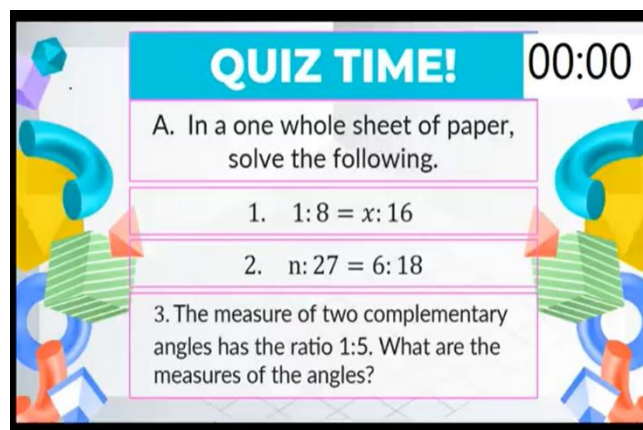 QUIZ TIME!
00:00
A. In a one whole sheet of paper,
solve the following.
1. 1: 8 = x: 16
2. n: 27 = 6: 18
3. The measure of two complementary
angles has the ratio 1:5. What are the
measures of the angles?